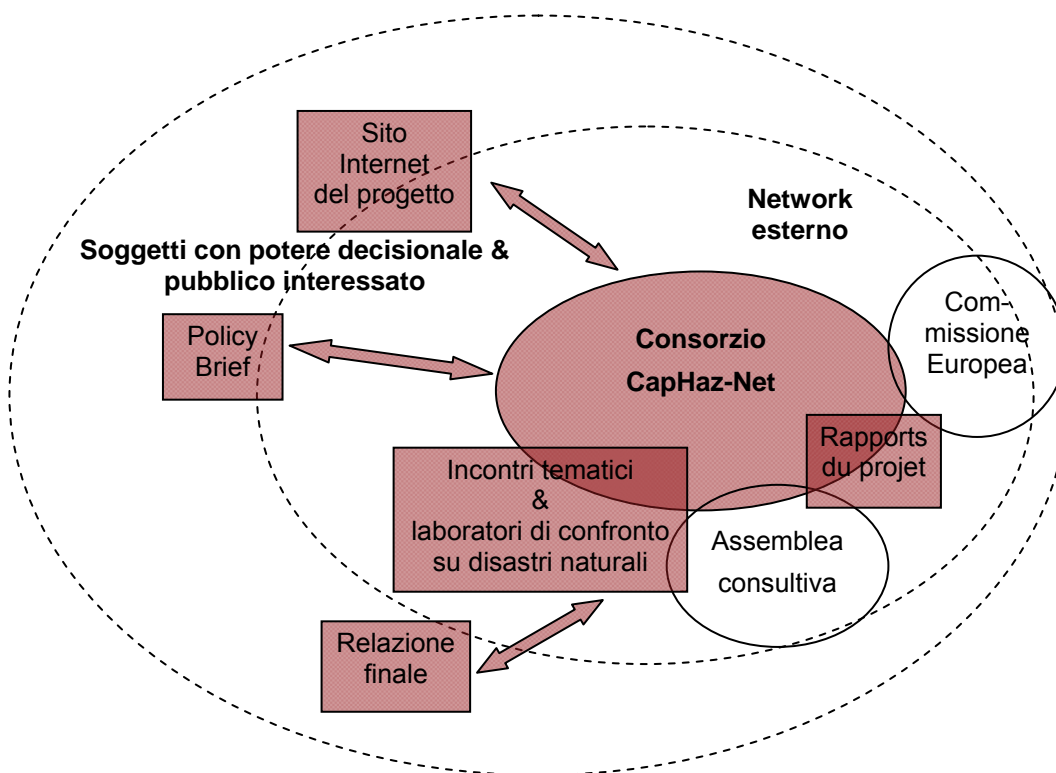 Sito
Internet
del progetto
Network
esterno
Soggetti con potere decisionale &
pubblico interessato
Com-
missione
Europea
Policy
Brief
Consorzio
CapHaz-Net
Rapports
du projet
Incontri tematici
&
laboratori di confronto
su disastri naturali
Assemblea
consultiva
Relazione
finale